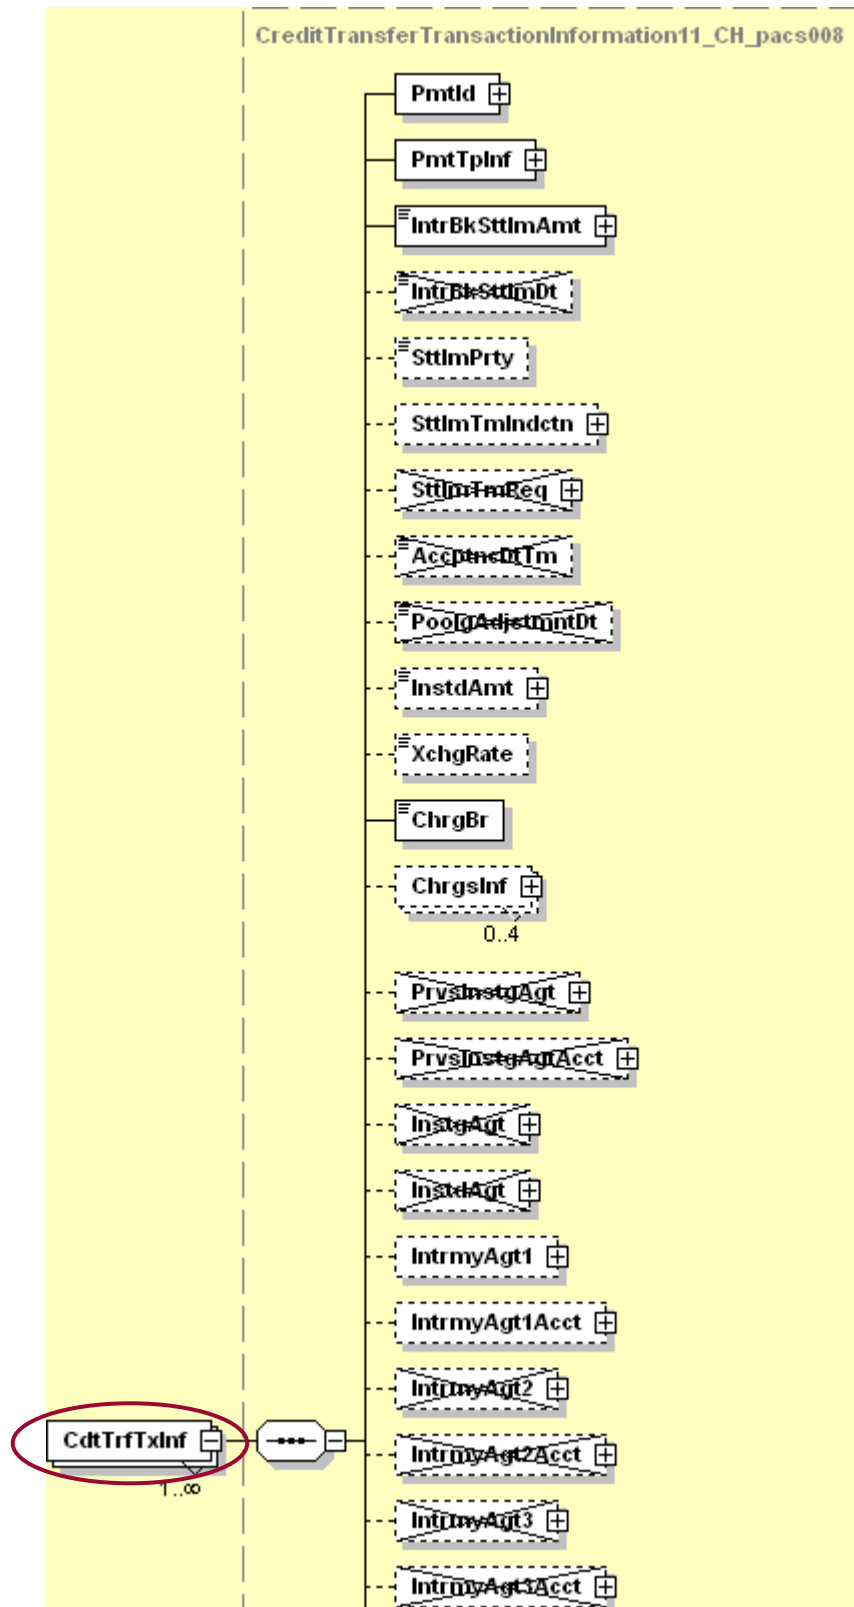 CreditTransferTransactionInformation11_CH_pacs008
PmtId
PmtTpInf
IntrBkSttlmAmt
IntrBkSttlmDt
SttlmPrty
SttlmTmIndctn
SttlmTmReq
AccptncDtTm
PoolgAdjstmntDt
InstdAmt
XchgRate
ChrgBr
ChrgsInf
0..4
PrvsInstgAgt
PrvsInstgAgtAcct
InstgAgt
InstdAgt
IntrmyAgt1
IntrmyAgt1Acct
IntrmyAgt2
CdtTrfTxInf
IntrmyAgt2Acct
1..∞
IntrmyAgt3
IntrmyAgt3Acct